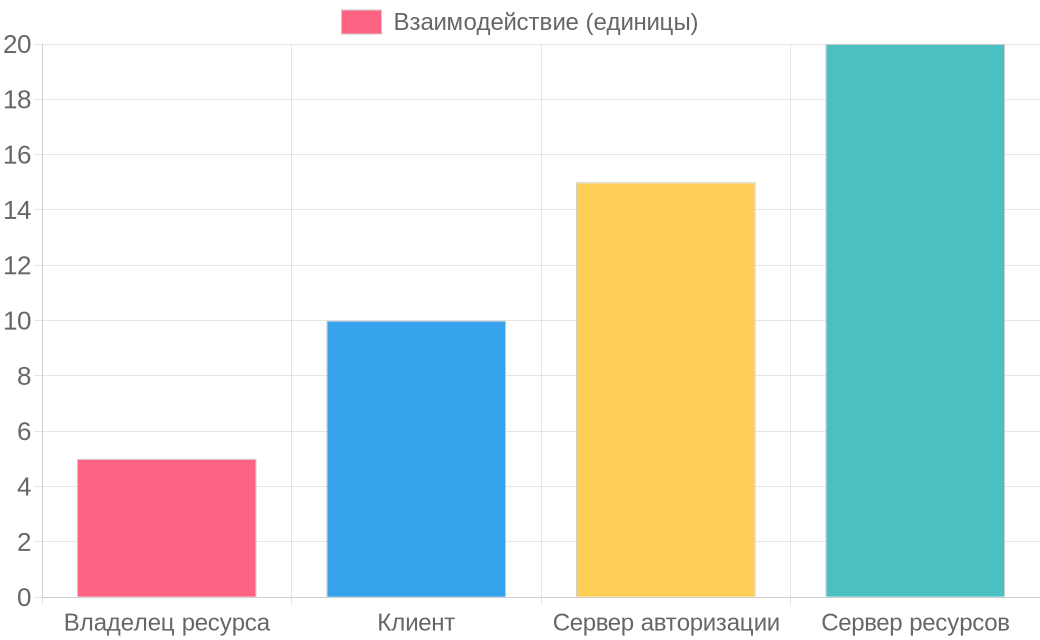 Взаимодействие (единицы)
20
18
16
14
12
10
8
6
4
2
0
Владелец ресурса
Клиент
Сервер авторизации
Сервер ресурсов